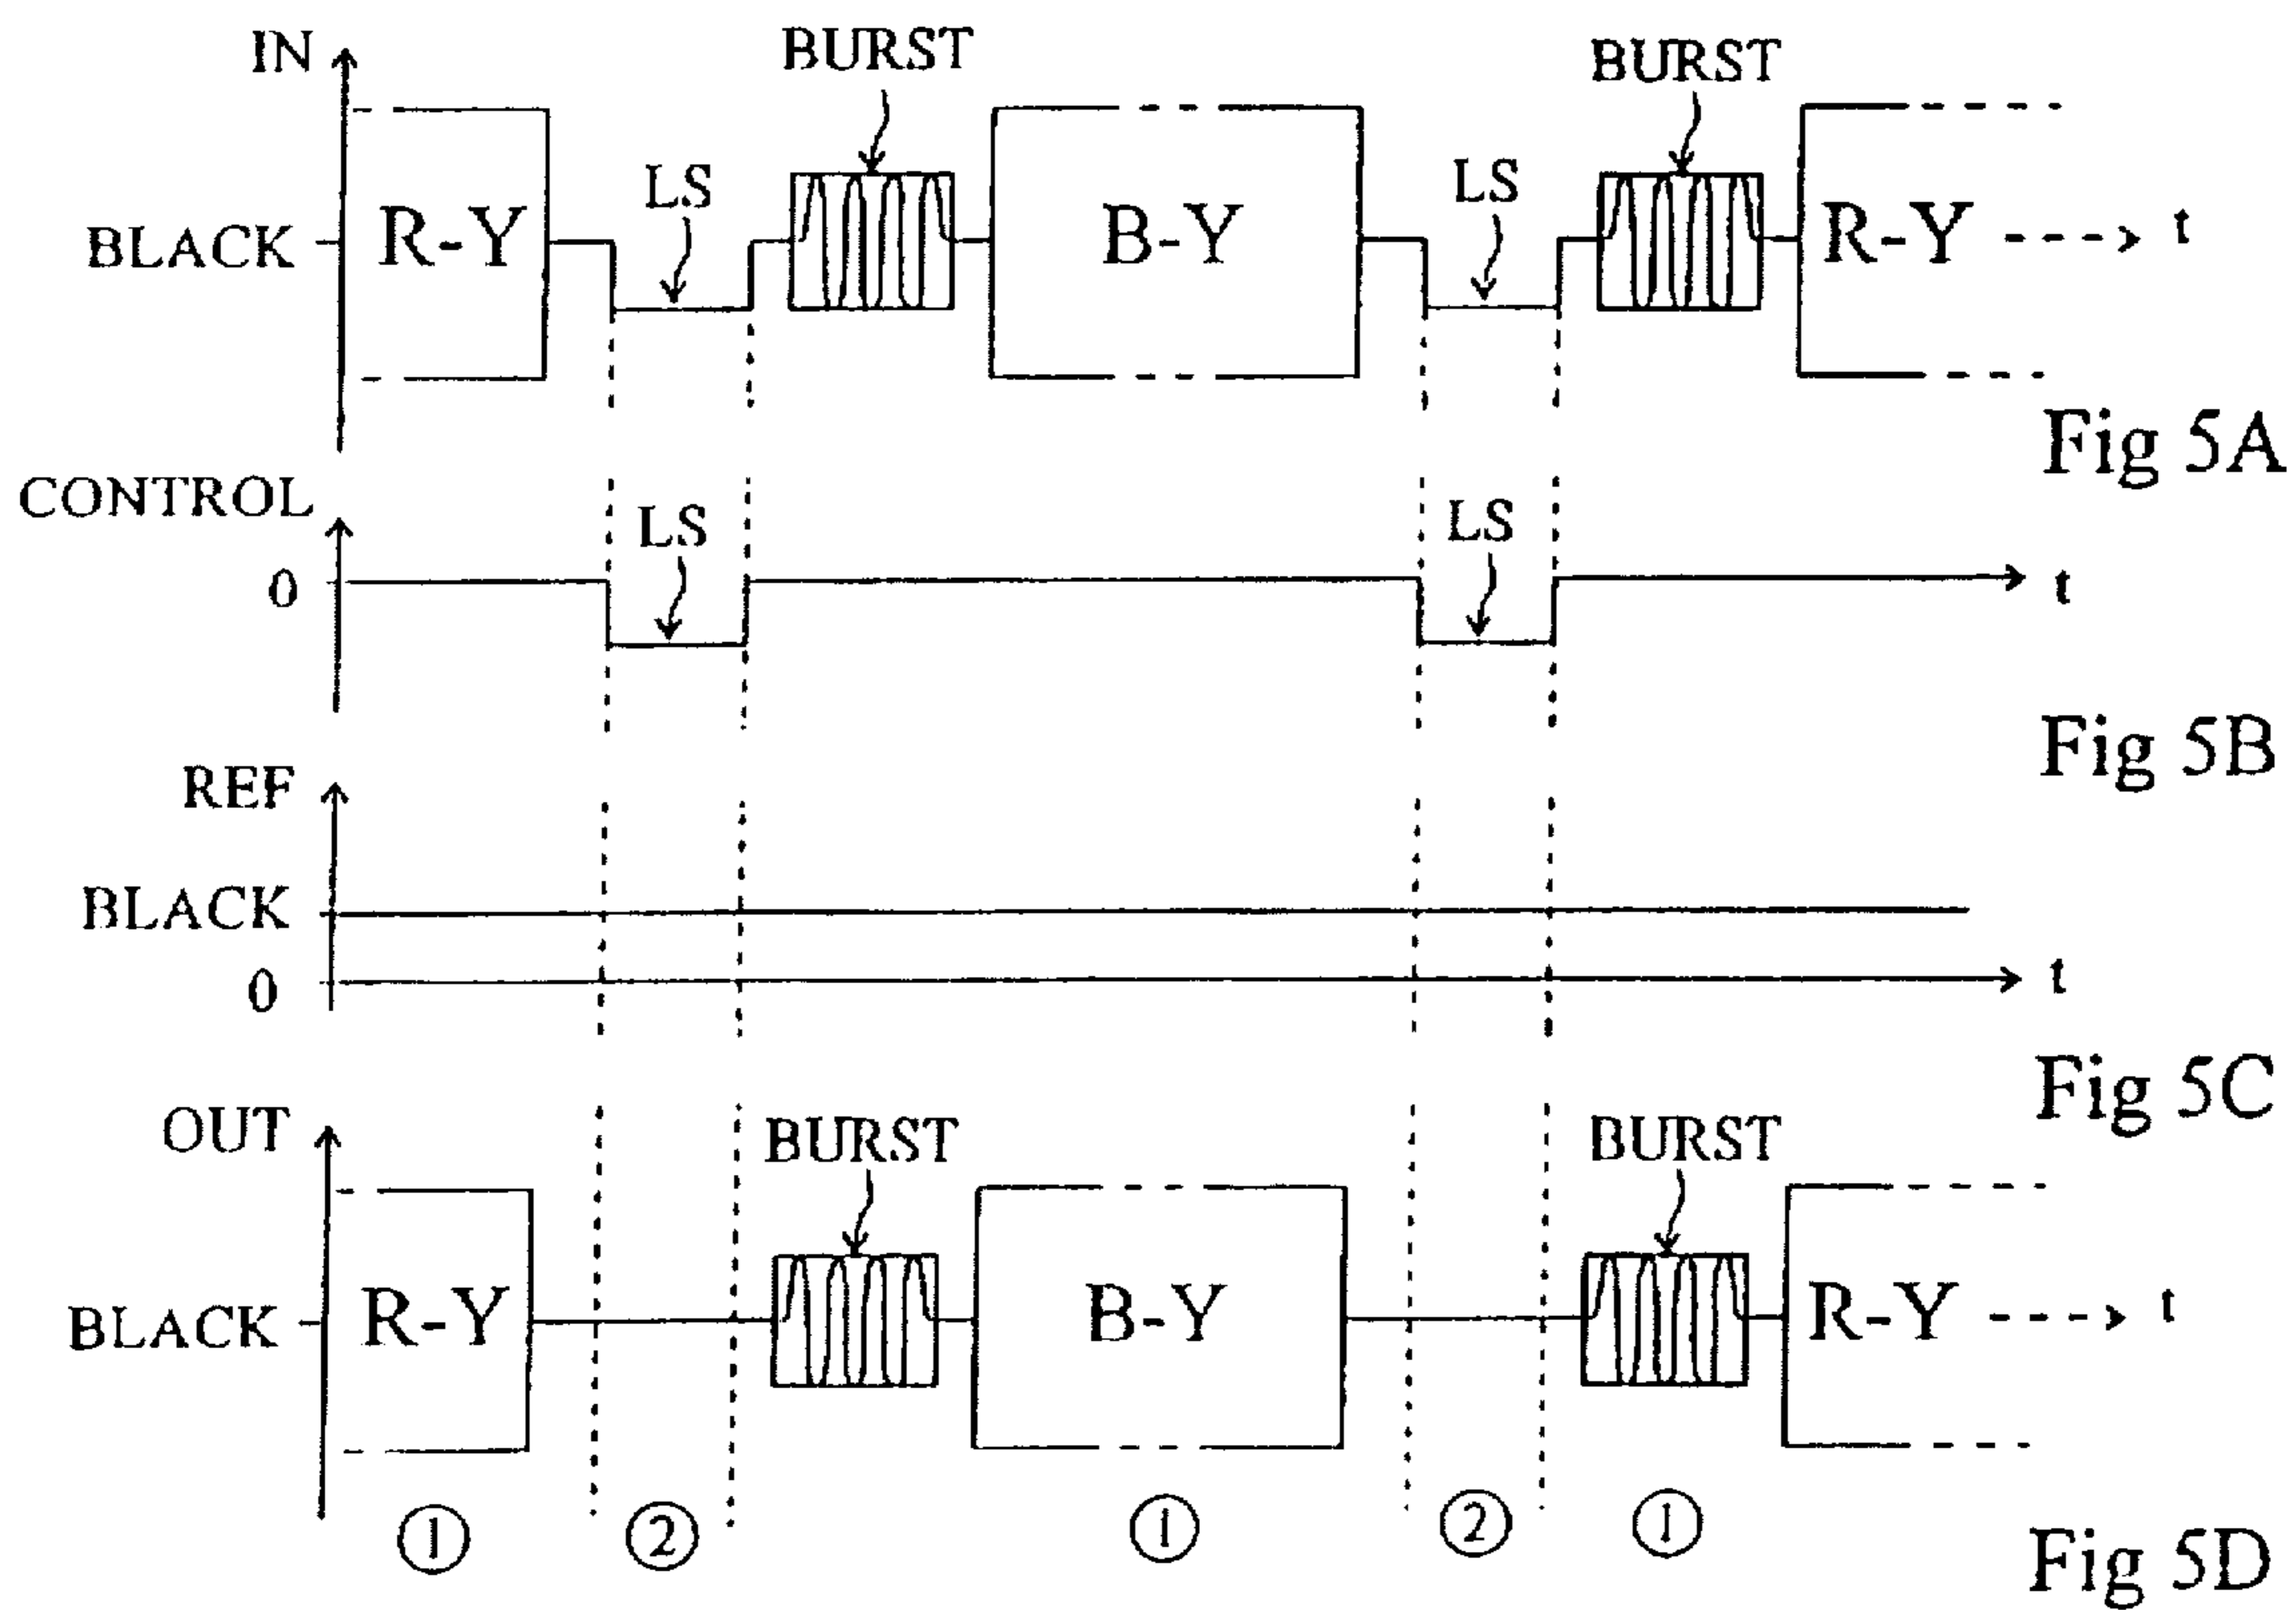 IN BURST BURST
LS LS
BLACK R-Y B-Y R-Y t
Fig 5A
CONTROL LS LS
0 t
Fig 5B
REF
BLACK
0 t
Fig 5C
OUT BURST BURST
BLACK R-Y B-Y R-Y t
① ② ① ② ①
Fig 5D